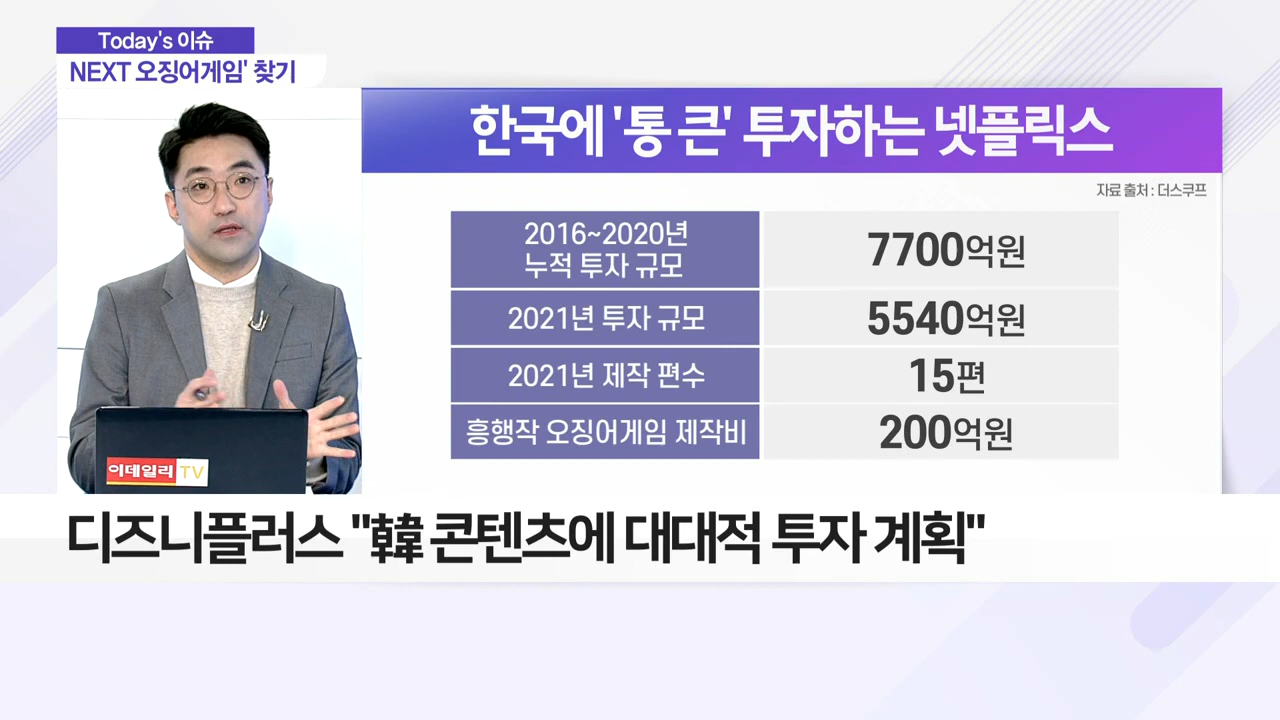 Today's 이슈
NEXT 오징어게임' 찾기
한국에 '통 큰' 투자하는 넷플릭스
자료 출처 : 더스쿠프
2016~2020년
누적 투자 규모
7700억원
2021년 투자 규모
5540억원
2021년 제작 편수
15편
흥행작 오징어게임 제작비
200억원
이데일리 TV
디즈니플러스 "韓 콘텐츠에 대대적 투자 계획"